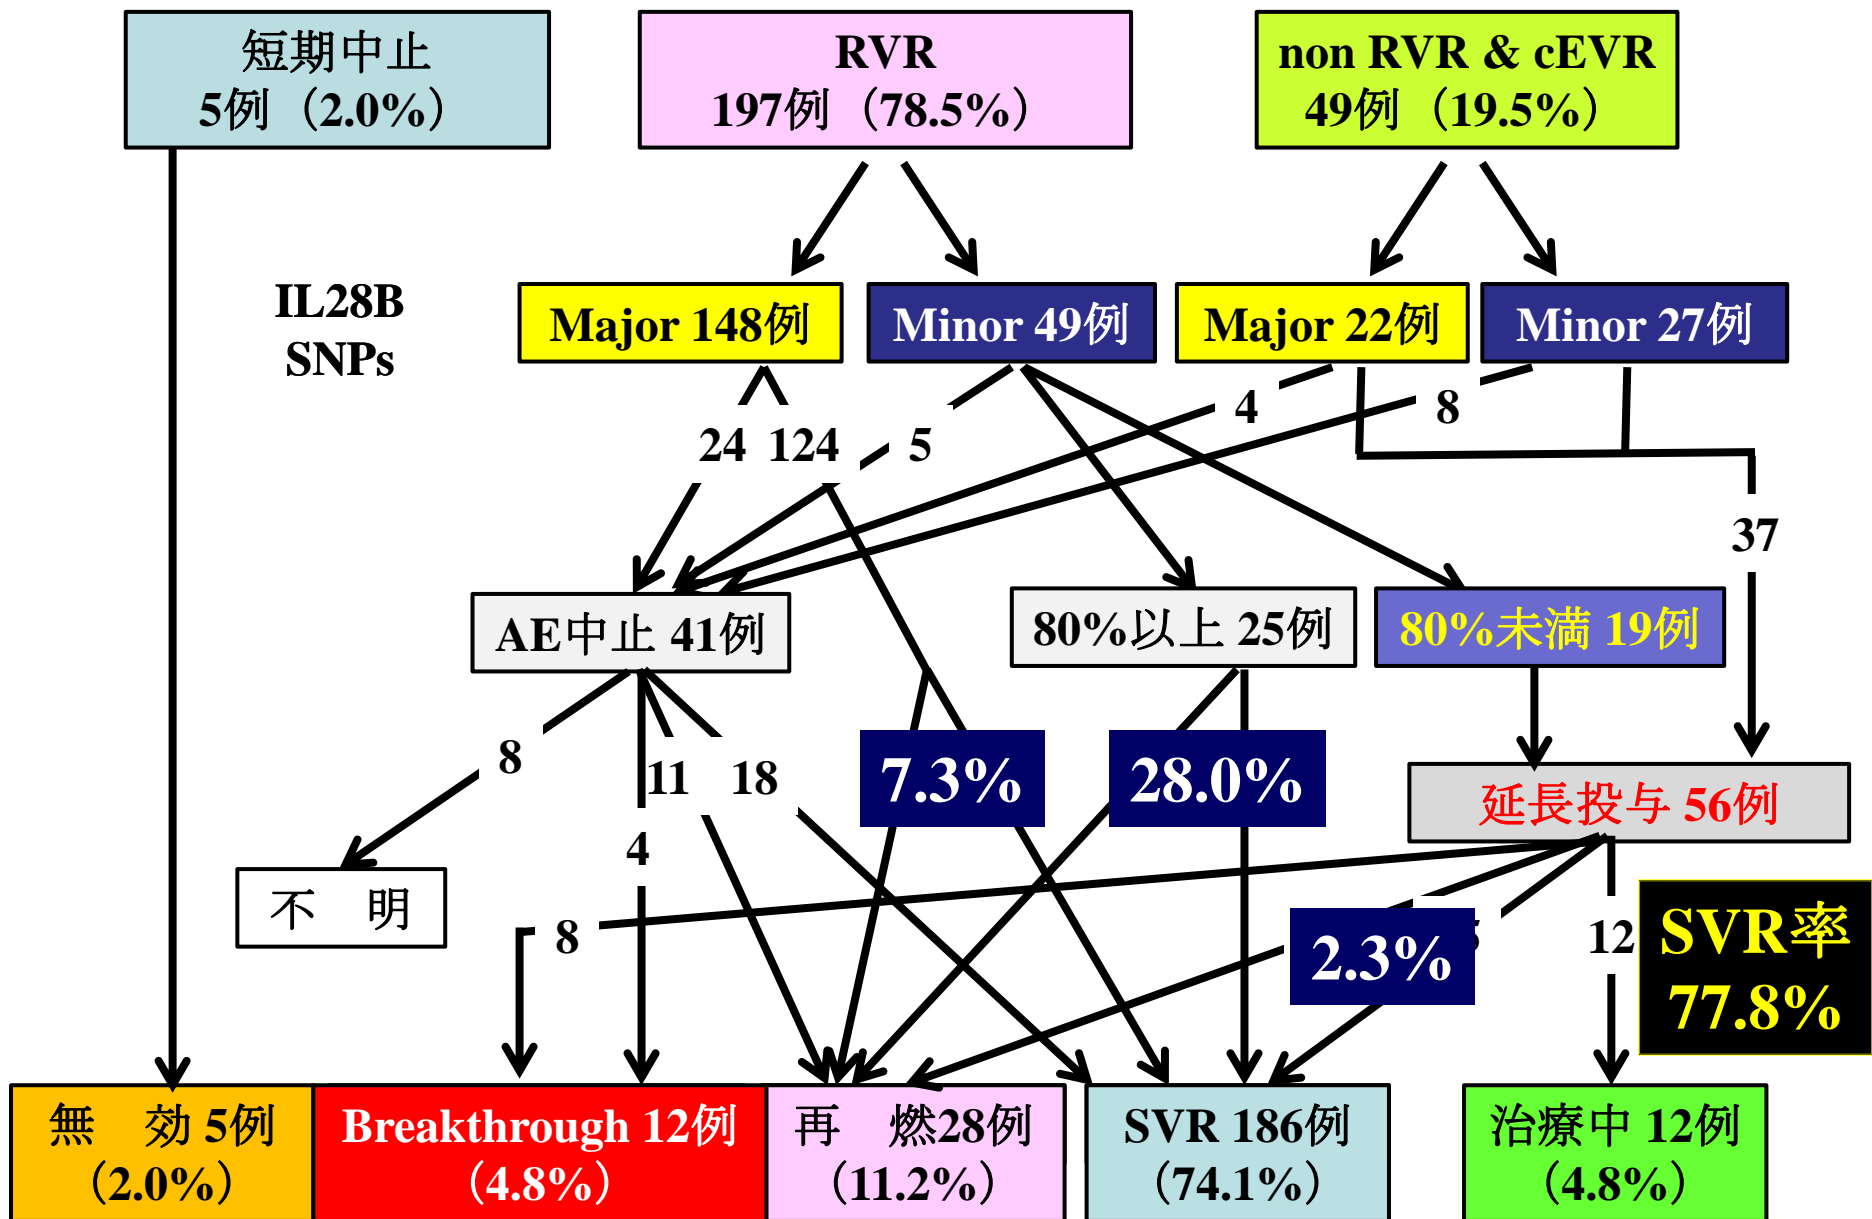 短期中止
5例（2.0%）
RVR
197例（78.5%）
non RVR & cEVR
49例（19.5%）
IL28B
SNPs
Major 148例
Minor 49例
Major 22例
Minor 27例
24
124
5
4
8
37
AE中止 41例
80%以上 25例
80%未満 19例
8
11
18
7.3%
28.0%
延長投与 56例
4
不　明
8
2.3%
12
SVR率
77.8%
無　効 5例
（2.0%）
Breakthrough 12例
（4.8%）
再　燃28例
（11.2%）
SVR 186例
（74.1%）
治療中 12例
（4.8%）